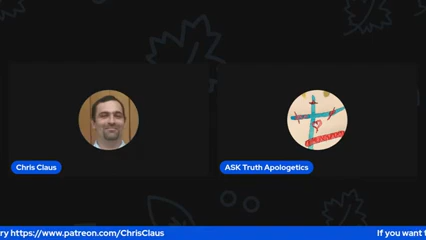 Chris Claus
ASK Truth Apologetics
ry https://www.patreon.com/ChrisClaus
If you want